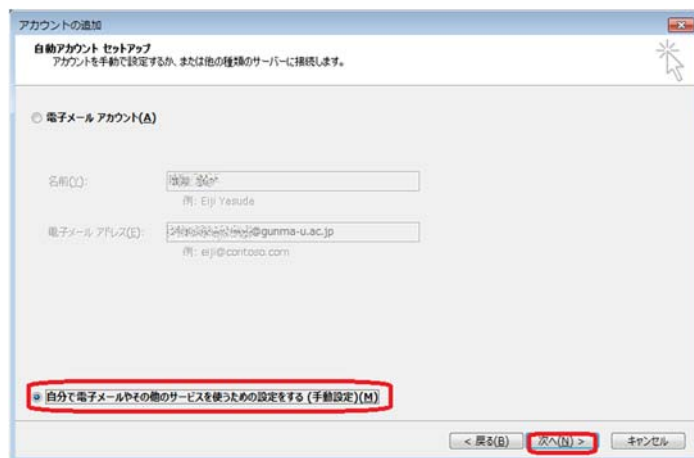 アカウントの追加
自動アカウント セットアップ
アカウントを手動で設定するか、または他の種類のサーバーに接続します。
電子メール アカウント(A)
名前(Y):
例: Eiji Yasuda
電子メール アドレス(E):
@gunma-u.ac.jp
例: eiji@contoso.com
自分で電子メールやその他のサービスを使うための設定をする (手動設定)(M)
< 戻る(B)
次へ(N) >
キャンセル